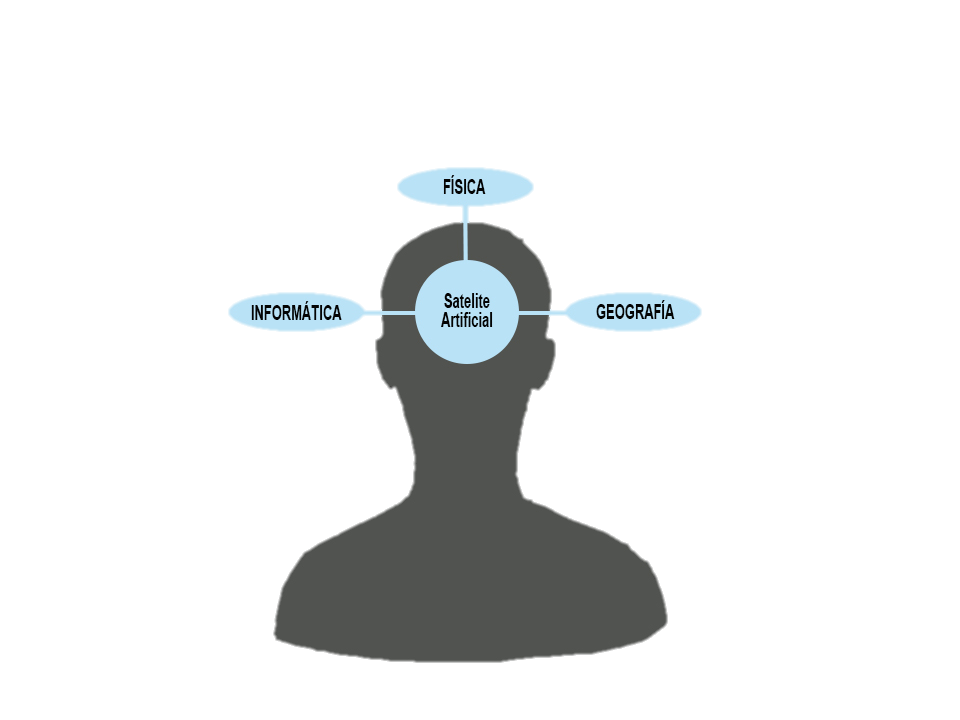 FÍSICA
INFORMÁTICA
Satelite
Artificial
GEOGRAFÍA